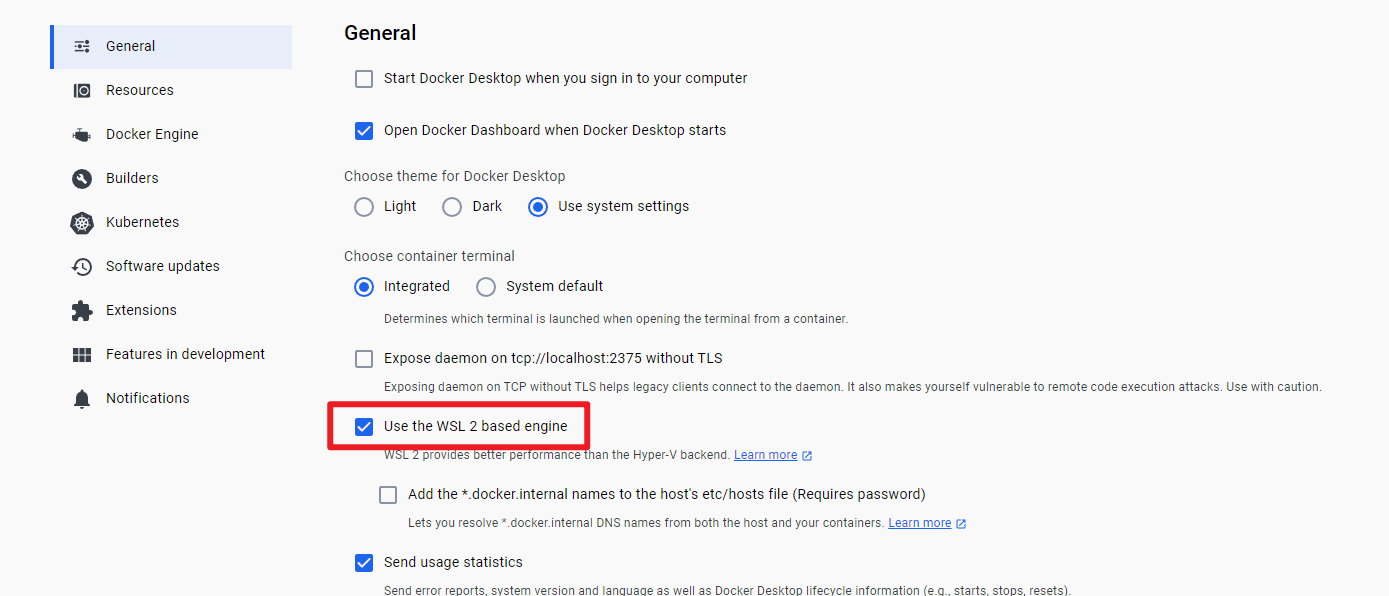 General
Resources
Docker Engine
Builders
Kubernetes
Software updates
Extensions
Features in development
Notifications
General
Start Docker Desktop when you sign in to your computer
Open Docker Dashboard when Docker Desktop starts
Choose theme for Docker Desktop
Light Dark Use system settings
Choose container terminal
Integrated System default
Determines which terminal is launched when opening the terminal from a container.
Expose daemon on tcp://localhost:2375 without TLS
Exposing daemon on TCP without TLS helps legacy clients connect to the daemon. It also makes yourself vulnerable to remote code execution attacks. Use with caution.
Use the WSL 2 based engine
WSL 2 provides better performance than the Hyper-V backend. Learn more
Add the *.docker.internal names to the host's etc/hosts file (Requires password)
Lets you resolve *.docker.internal DNS names from both the host and your containers. Learn more
Send usage statistics
Send error reports, system version and language as well as Docker Desktop lifecycle information (e.g., starts, stops, resets).